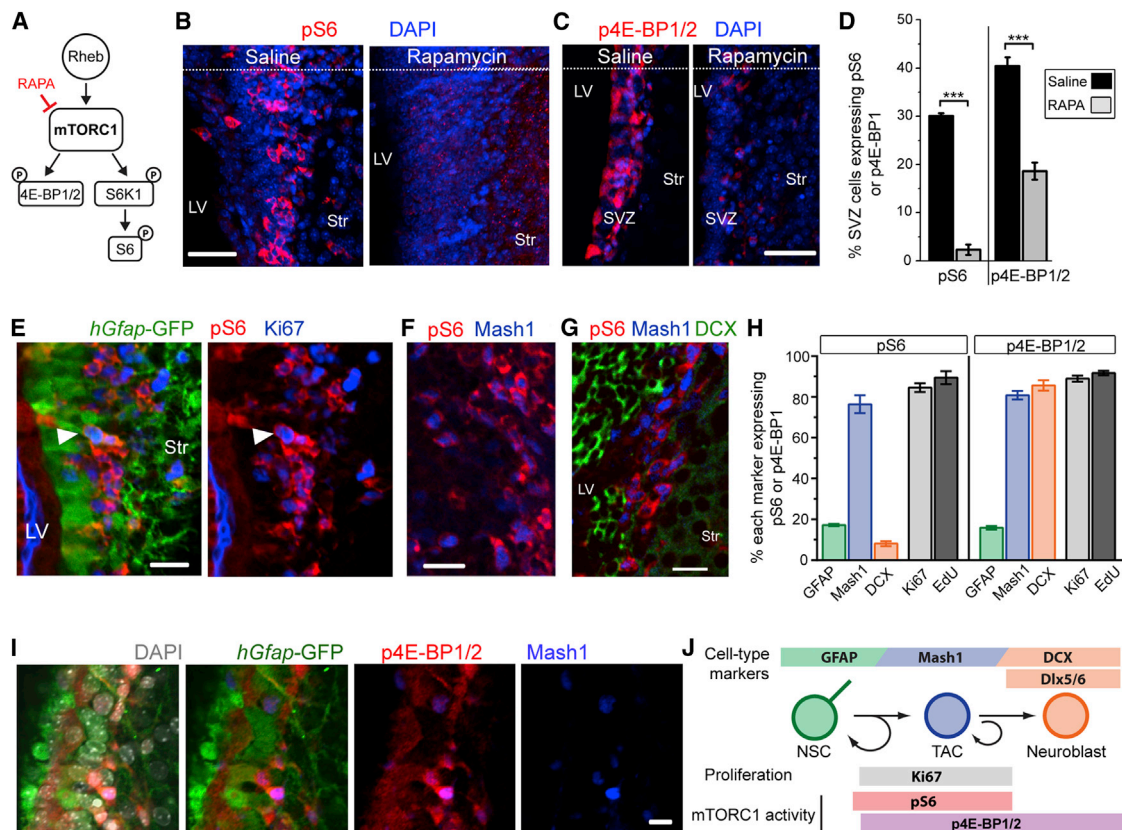 A
Rheb
RAPA
mTORC1
P
4E-BP1/2
P
S6K1
P
S6
B
pS6 DAPI
Saline
Rapamycin
LV
Str
LV
Str
C
p4E-BP1/2 DAPI
Saline
Rapamycin
LV
Str
SVZ
LV
Str
SVZ
D
% SVZ cells expressing pS6
or p4E-BP1
50
40
30
20
10
0
***
***
Saline
RAPA
pS6
p4E-BP1/2
E
hGfap-GFP pS6 Ki67
Str
LV
F
pS6 Mash1
G
pS6 Mash1 DCX
LV
Str
H
% each marker expressing
pS6 or p4E-BP1
pS6
p4E-BP1/2
100
80
60
40
20
0
GFAP
Mash1
DCX
Ki67
EdU
GFAP
Mash1
DCX
Ki67
EdU
I
DAPI
hGfap-GFP
p4E-BP1/2
Mash1
J
Cell-type
markers
GFAP
Mash1
DCX
Dlx5/6
NSC
TAC
Neuroblast
Proliferation
Ki67
mTORC1 activity
pS6
p4E-BP1/2